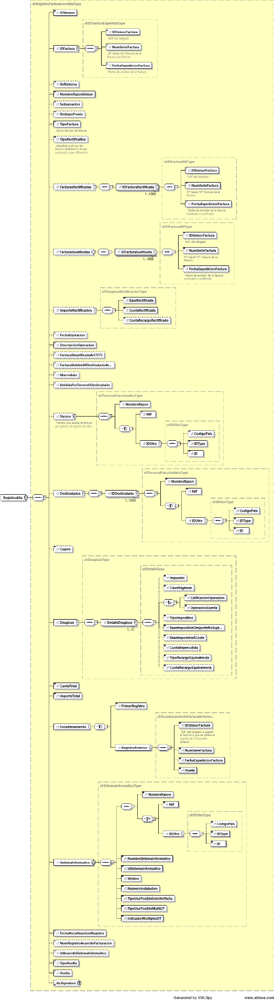 sf:RegistroFacturacionAltaType
sf:IDVersion
sf:IDFacturaExpedidaType
sf:IDEmisorFactura
NIF del obligado
sf:IDFactura
sf:NumSerieFactura
Nº Serie+Nº Factura de la
Factura del Emisor
sf:FechaExpedicionFactura
Fecha de emisión de la factura
sf:RefExterna
sf:NombreRazonEmisor
sf:Subsanacion
sf:RechazoPrevio
sf:TipoFactura
Clave del tipo de factura
sf:TipoRectificativa
Identifica si el tipo de
factura rectificativa es por
sustitución o por diferencia
sf:IDFacturaARType
sf:IDEmisorFactura
NIF del obligado
sf:FacturasRectificadas
sf:IDFacturaRectificada
1..1000
sf:NumSerieFactura
Nº Serie+Nº Factura de la
factura
sf:FechaExpedicionFactura
Fecha de emisión de la factura
sustituida o rectificada
sf:IDFacturaARType
sf:IDEmisorFactura
NIF del obligado
sf:FacturasSustituidas
sf:IDFacturaSustituida
1..1000
sf:NumSerieFactura
Nº Serie+Nº Factura de la
factura
sf:FechaExpedicionFactura
Fecha de emisión de la factura
sustituida o rectificada
sf:DesgloseRectificacionType
sf:BaseRectificada
sf:ImporteRectificacion
sf:CuotaRectificada
sf:CuotaRecargoRectificado
sf:FechaOperacion
sf:DescripcionOperacion
sf:FacturaSimplificadaArt7273
sf:FacturaSinIdentifDestinatarioAr...
sf:Macrodato
sf:EmitidaPorTerceroODestinatario
sf:PersonaFisicaJuridicaType
sf:NombreRazon
sf:Tercero
Tercero que expida la factura
y/o genera el registro de alta.
sf:NIF
sf:IDOtroType
sf:CodigoPais
sf:IDOtro
sf:IDType
sf:ID
sf:PersonaFisicaJuridicaType
sf:NombreRazon
RegistroAlta
sf:Destinatarios
sf:IDDestinatario
1..1000
sf:NIF
sf:IDOtroType
sf:CodigoPais
sf:IDOtro
sf:IDType
sf:ID
sf:Cupon
sf:DesgloseType
sf:DetalleType
sf:Impuesto
sf:ClaveRegimen
sf:CalificacionOperacion
sf:OperacionExenta
sf:Desglose
sf:DetalleDesglose
1..12
sf:TipoImpositivo
sf:BaseImponibleOimporteNoSuje...
sf:BaseImponibleACoste
sf:CuotaRepercutida
sf:TipoRecargoEquivalencia
sf:CuotaRecargoEquivalencia
sf:CuotaTotal
sf:ImporteTotal
sf:PrimerRegistro
sf:Encadenamiento
sf:EncadenamientoFacturaAnterior...
sf:IDEmisorFactura
NIF del obligado a expedir
la factura a que se refiere el
registro de facturación
anterior
sf:RegistroAnterior
sf:NumSerieFactura
sf:FechaExpedicionFactura
sf:Huella
sf:SistemaInformaticoType
sf:NombreRazon
sf:NIF
sf:IDOtroType
sf:CodigoPais
sf:IDOtro
sf:IDType
sf:ID
sf:SistemaInformatico
sf:NombreSistemaInformatico
sf:IdSistemaInformatico
sf:Version
sf:NumeroInstalacion
sf:TipoUsoPosibleSoloVerifactu
sf:TipoUsoPosibleMultiOT
sf:IndicadorMultiplesOT
sf:FechaHoraHusoGenRegistro
sf:NumRegistroAcuerdoFacturacion
sf:IdAcuerdoSistemaInformatico
sf:TipoHuella
sf:Huella
ds:Signature
Generated by XMLSpy
www.altova.com